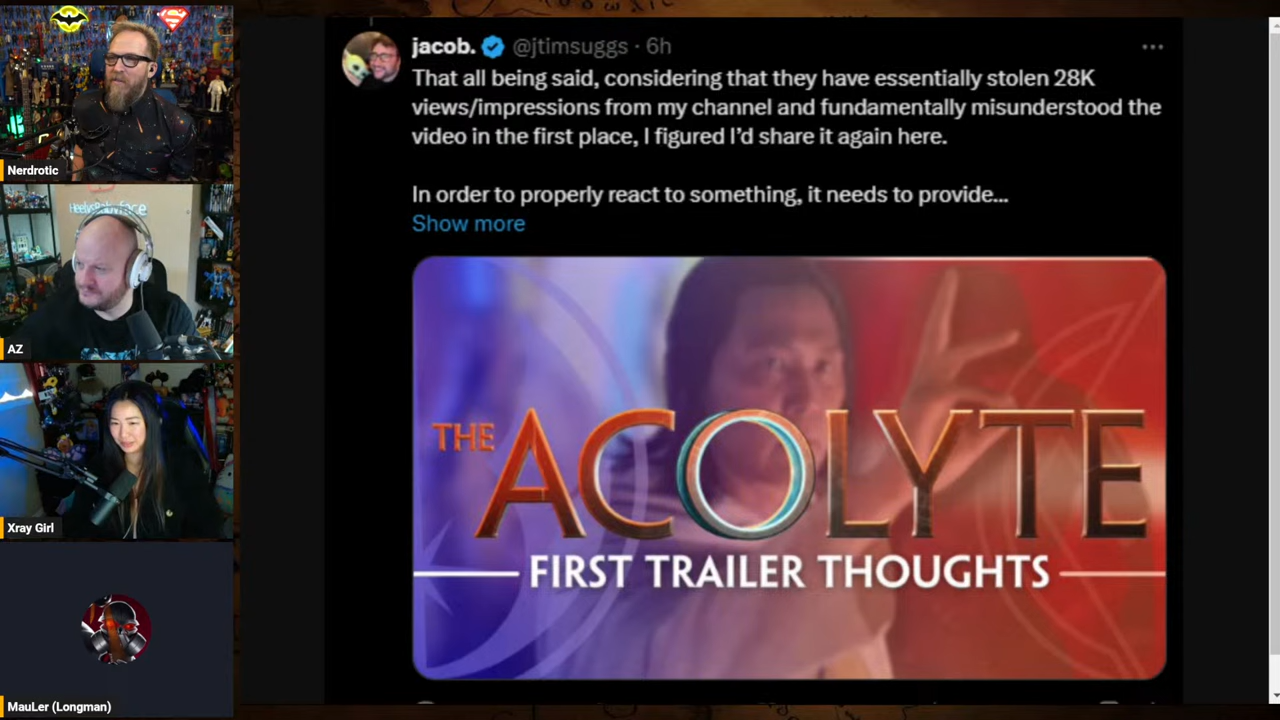 jacob. @jtimsuggs · 6h
That all being said, considering that they have essentially stolen 28K
views/impressions from my channel and fundamentally misunderstood the
video in the first place, I figured I'd share it again here.
In order to properly react to something, it needs to provide...
Show more
THE ACOLYTE
FIRST TRAILER THOUGHTS
Nerdrotic
HeelvsBabyface
AZ
Xray Girl
MauLer (Longman)